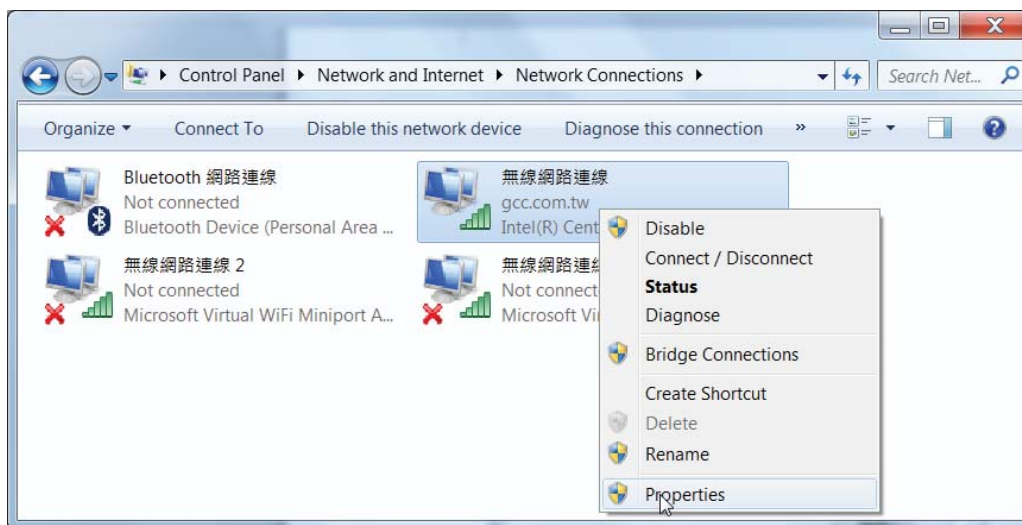 Control Panel ▸ Network and Internet ▸ Network Connections ▸
Search Net...
Organize Connect To Disable this network device Diagnose this connection »
Bluetooth 網路連線
Not connected
Bluetooth Device (Personal Area ...
無線網路連線
gcc.com.tw
Intel(R) Cent
無線網路連線 2
Not connected
Microsoft Virtual WiFi Miniport A...
無線網路連
Not connect
Microsoft Vi
Disable
Connect / Disconnect
Status
Diagnose
Bridge Connections
Create Shortcut
Delete
Rename
Properties